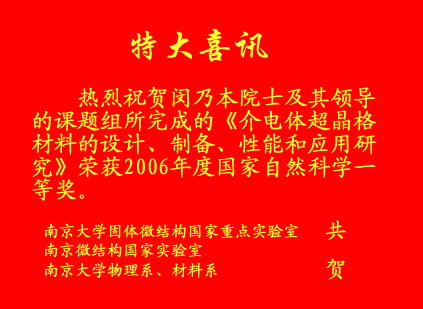 特大喜讯
热烈祝贺闵乃本院士及其领导
的课题组所完成的《介电体超晶格
材料的设计、制备、性能和应用研
究》荣获2006年度国家自然科学一
等奖。
南京大学固体微结构国家重点实验室 共
南京微结构国家实验室
南京大学物理系、材料系 贺